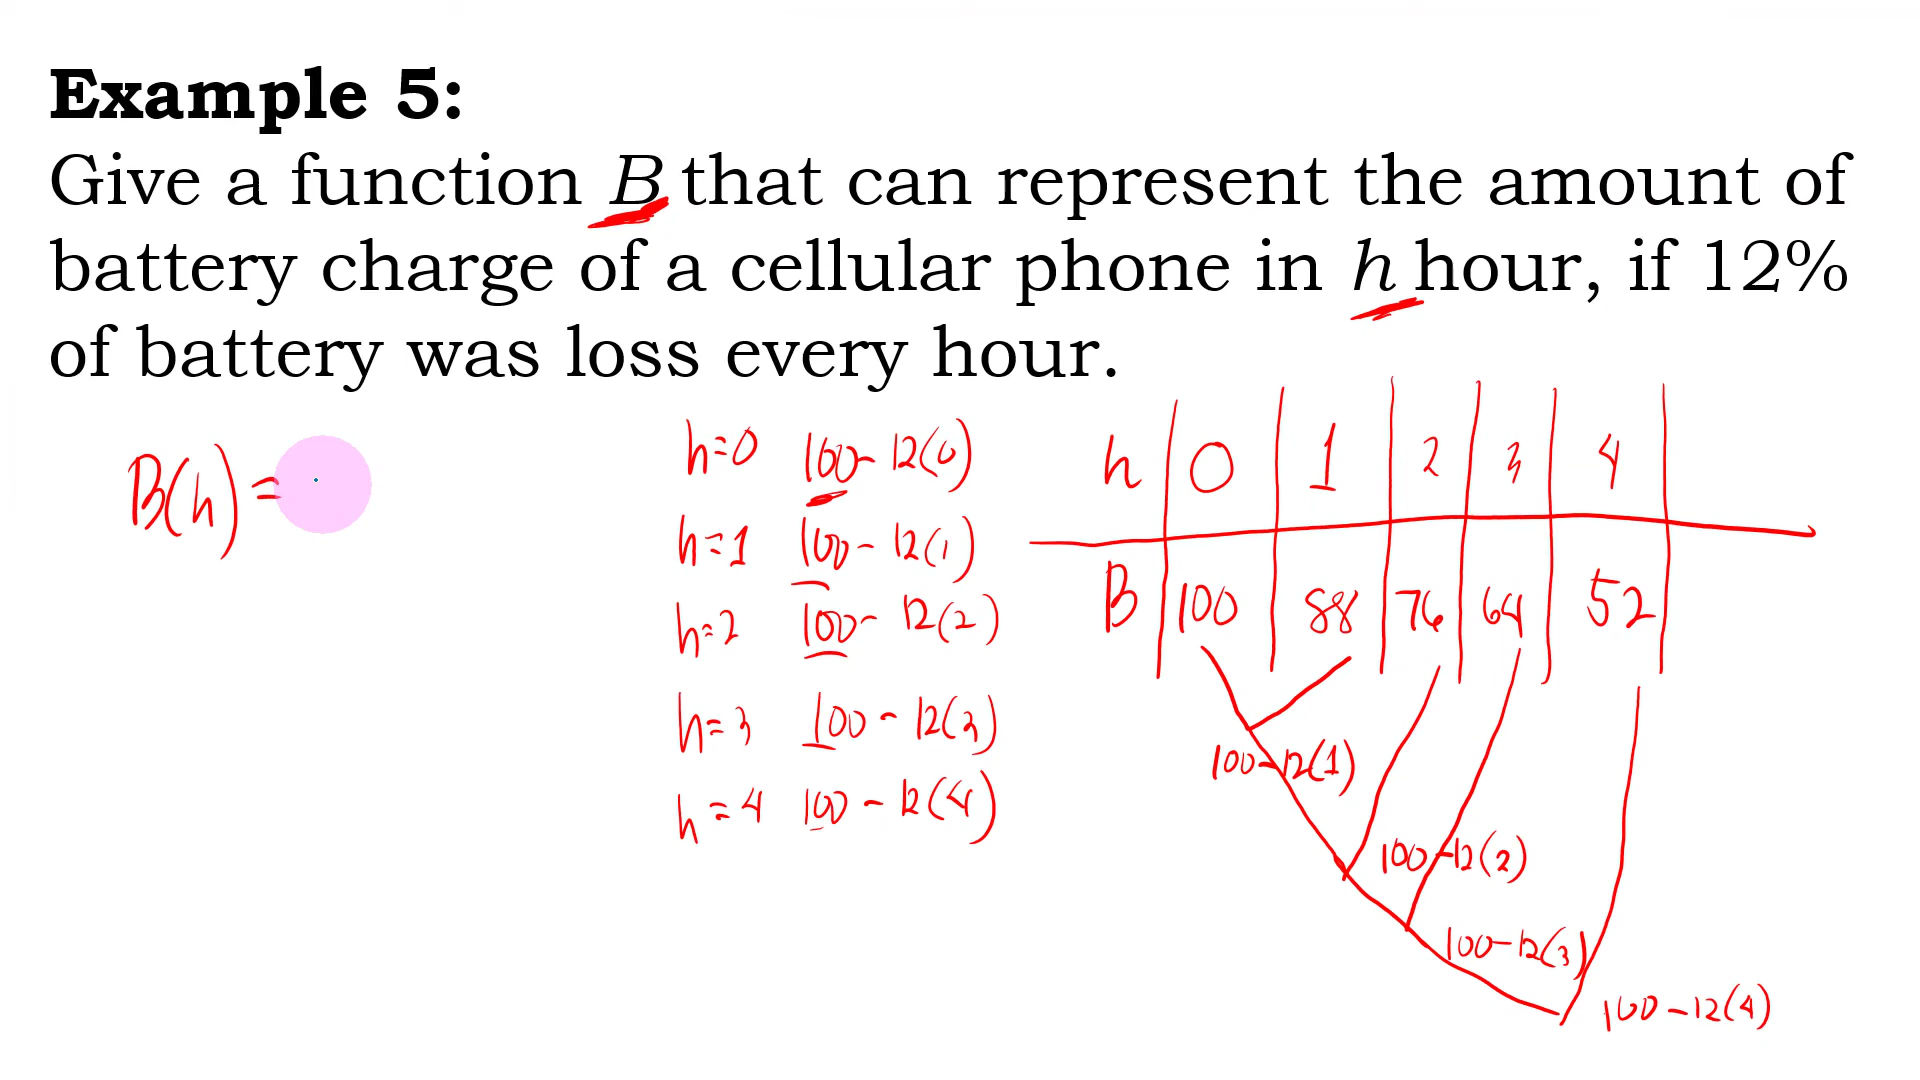 Example 5:
Give a function B that can represent the amount of
battery charge of a cellular phone in h hour, if 12%
of battery was loss every hour.
B(h) =
h=0 100-12(0)
h=1 100-12(1)
h=2 100-12(2)
h=3 100-12(3)
h=4 100-12(4)
h 0 1 2 3 4
B 100 88 76 64 52
100-12(1)
100-12(2)
100-12(3)
100-12(4)